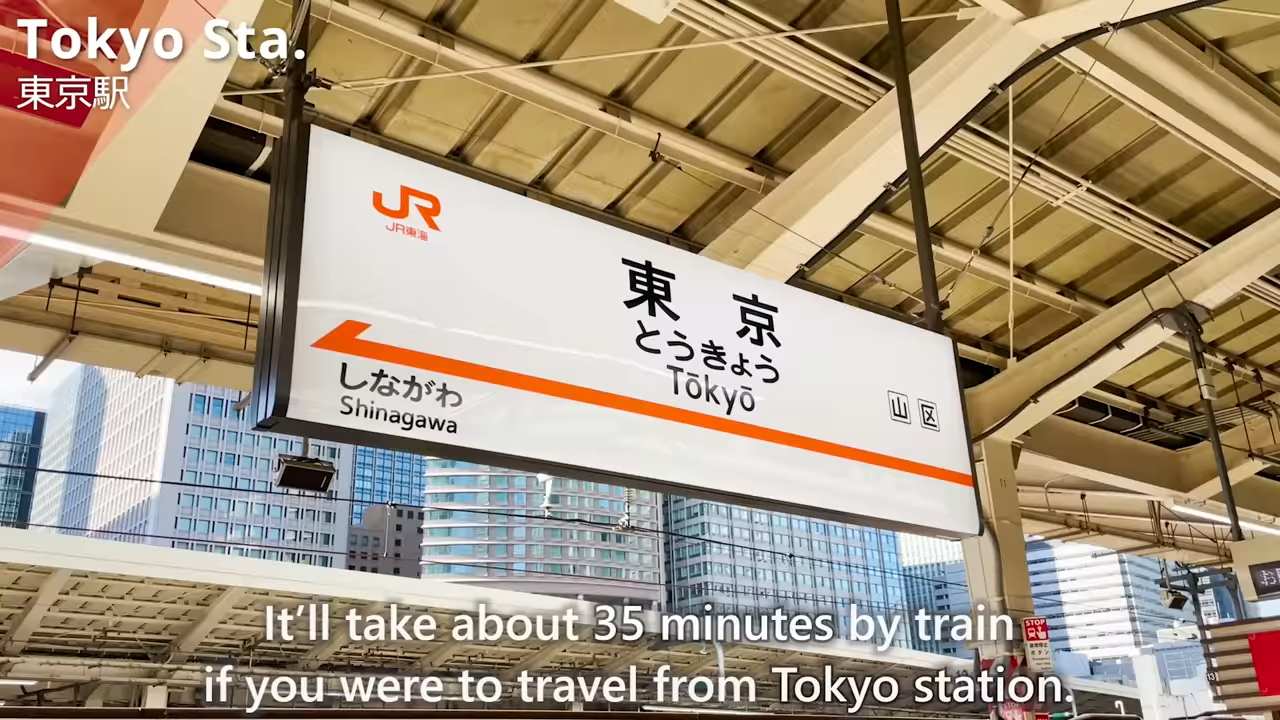 Tokyo Sta.
東京駅
JR
JR東海
東京
とうきょう
Tōkyō
山区
しながわ
Shinagawa
STOP
11
13
It'll take about 35 minutes by train
if you were to travel from Tokyo station.